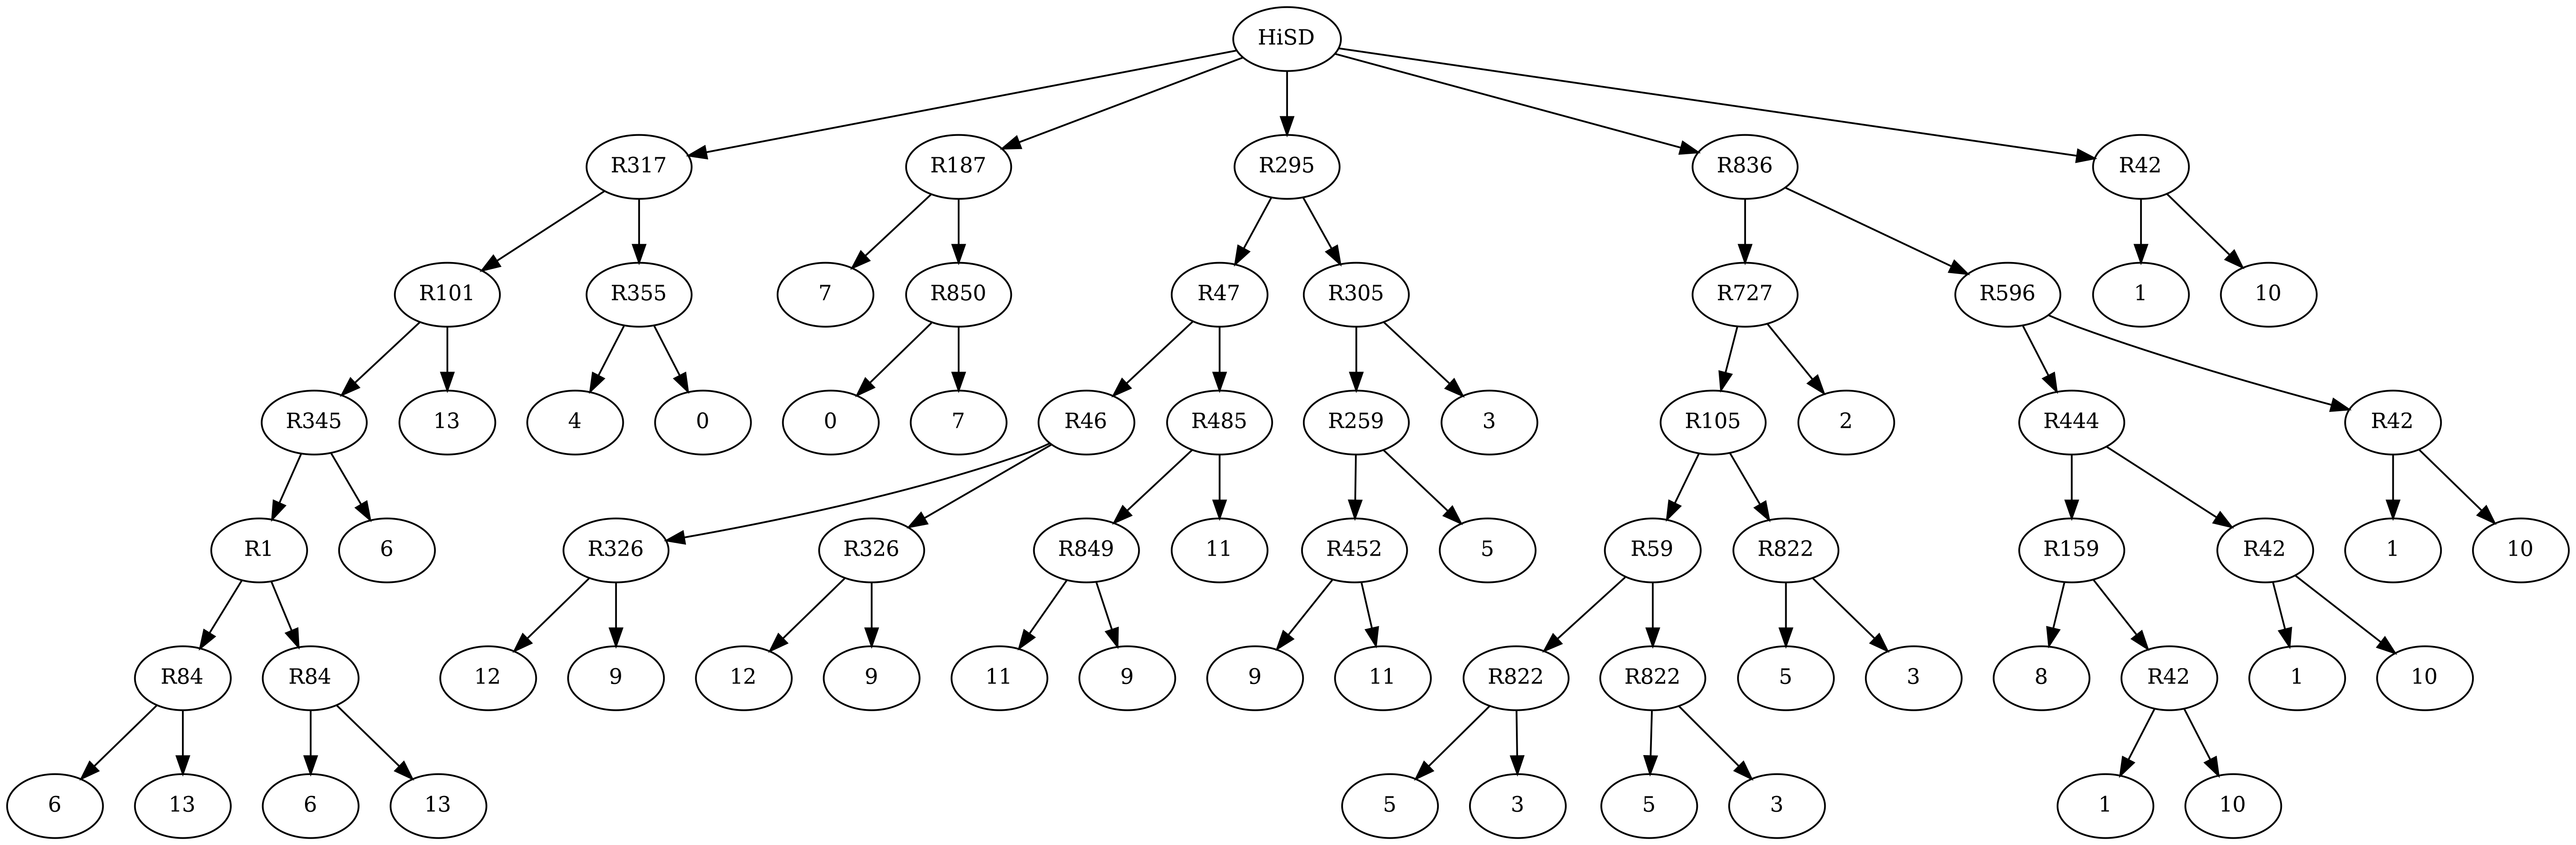 HiSD
R317 R187 R295 R836 R42
R101 R355 7 R850 R47 R305 R727 R596 1 10
R345 13 4 0 0 7 R46 R485 R259 3 R105 2 R444 R42
R1 6 R326 R326 R849 11 R452 5 R59 R822 R159 R42 1 10
R84 R84 12 9 12 9 11 9 9 11 R822 R822 5 3 8 R42 1 10
6 13 6 13 5 3 5 3 1 10